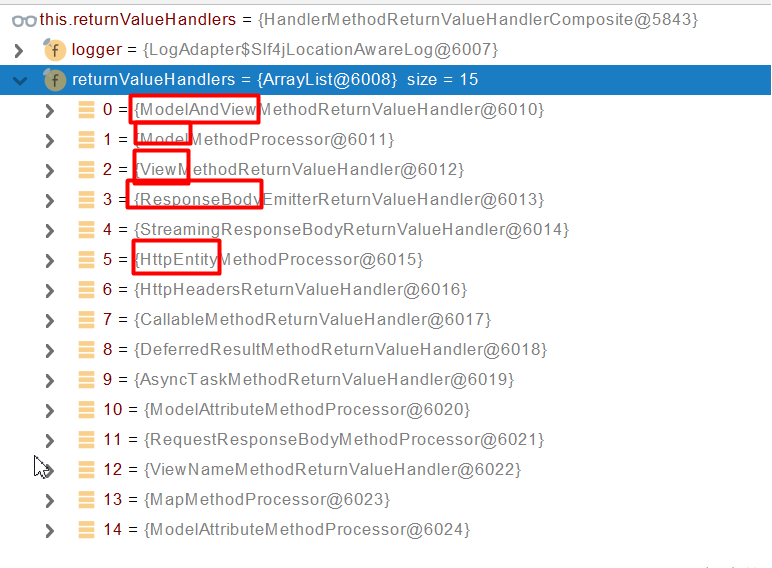 this.returnValueHandlers = {HandlerMethodReturnValueHandlerComposite@5843}
f logger = {LogAdapter$Slf4jLocationAwareLog@6007}
f returnValueHandlers = {ArrayList@6008} size = 15
0 = {ModelAndViewMethodReturnValueHandler@6010}
1 = {ModelMethodProcessor@6011}
2 = {ViewMethodReturnValueHandler@6012}
3 = {ResponseBodyEmitterReturnValueHandler@6013}
4 = {StreamingResponseBodyReturnValueHandler@6014}
5 = {HttpEntityMethodProcessor@6015}
6 = {HttpHeadersReturnValueHandler@6016}
7 = {CallableMethodReturnValueHandler@6017}
8 = {DeferredResultMethodReturnValueHandler@6018}
9 = {AsyncTaskMethodReturnValueHandler@6019}
10 = {ModelAttributeMethodProcessor@6020}
11 = {RequestResponseBodyMethodProcessor@6021}
12 = {ViewNameMethodReturnValueHandler@6022}
13 = {MapMethodProcessor@6023}
14 = {ModelAttributeMethodProcessor@6024}